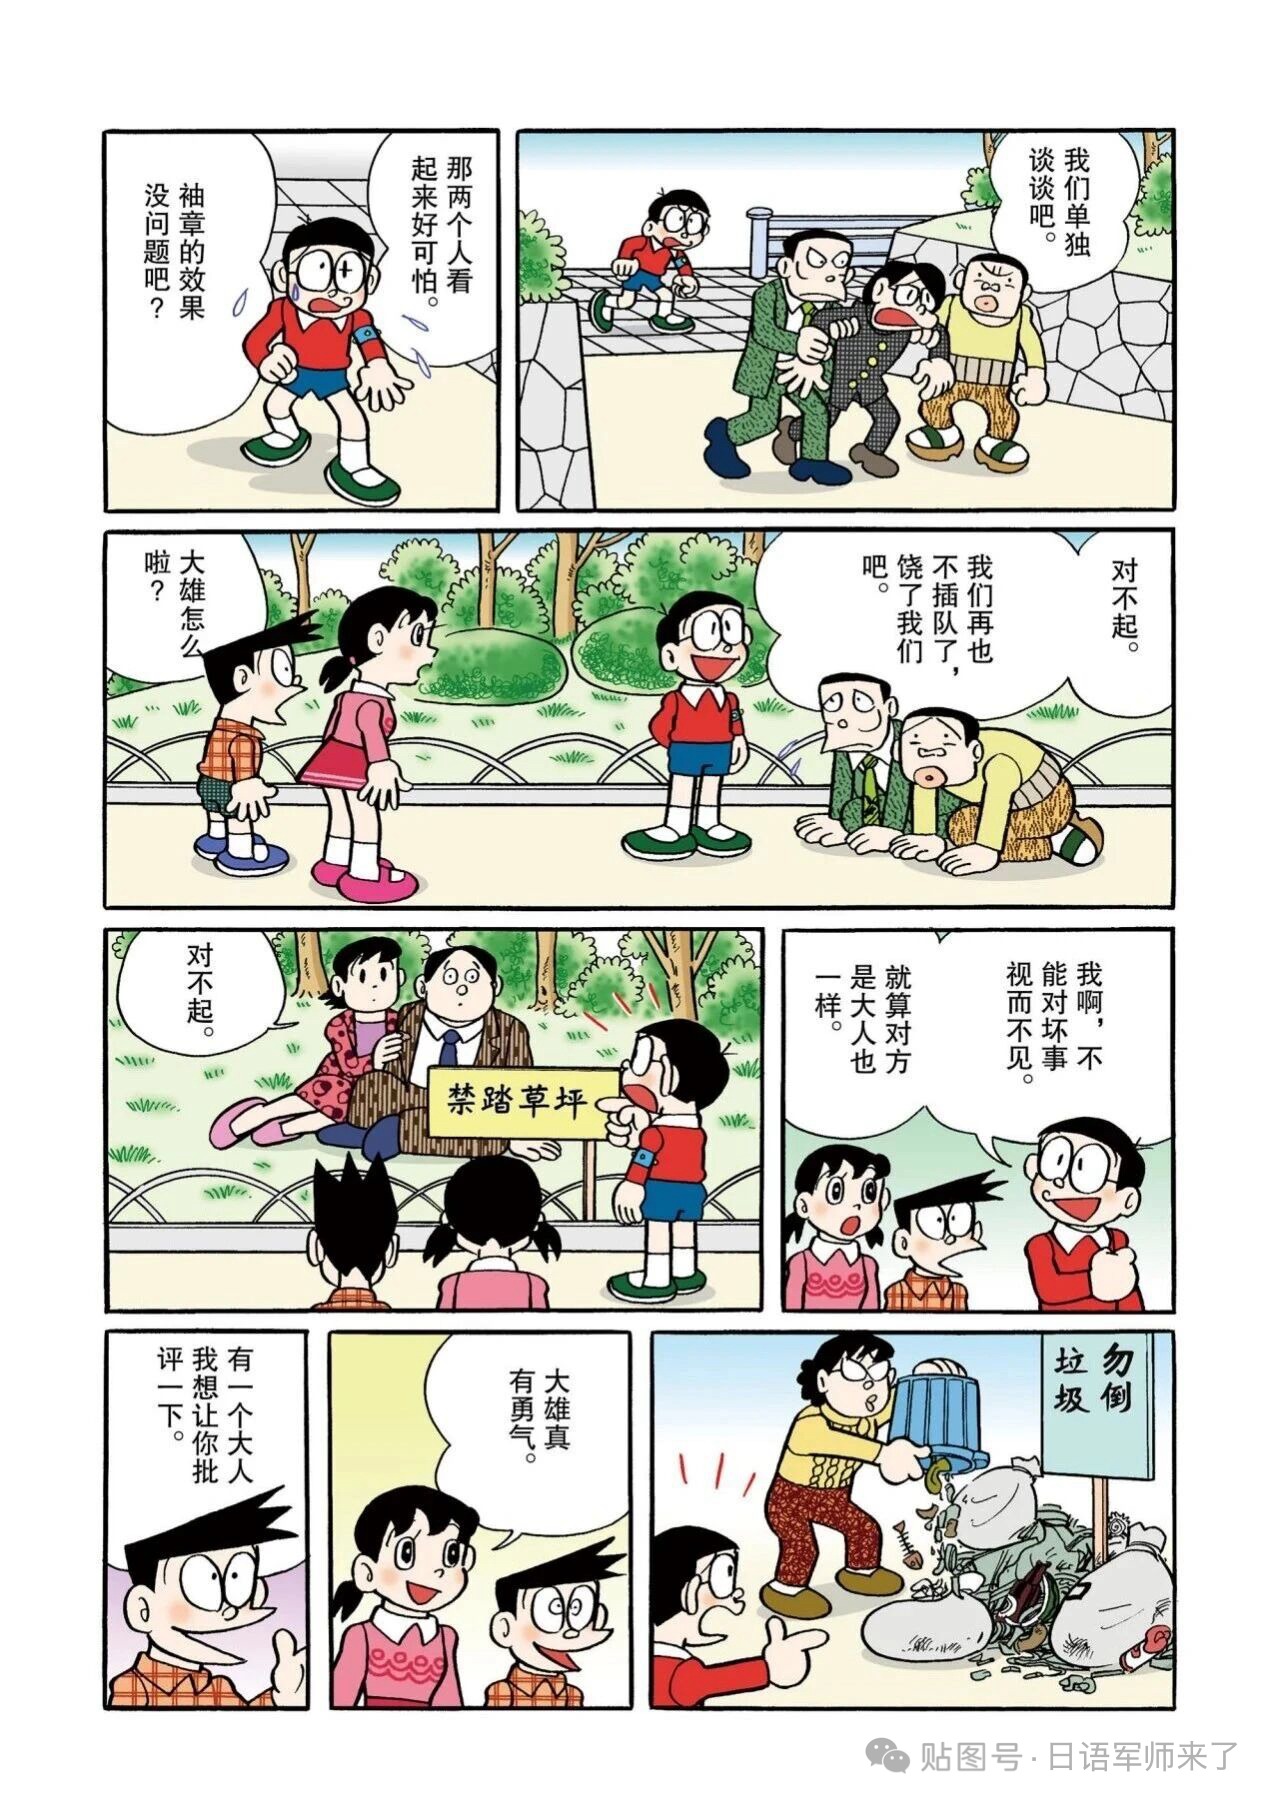 我们单独
谈谈吧。
那两个人看
起来好可怕。
袖章的效果
没问题吧？
对不起。
我们再也
不插队了，
饶了我们
吧。
大雄怎么
啦？
我啊，不
能对坏事
视而不见。
就算对方
是大人也
一样。
对不起。
禁踏草坪
勿倒
垃圾
大雄真
有勇气。
有一个大人
我想让你批
评一下。
贴图号·日语军师来了